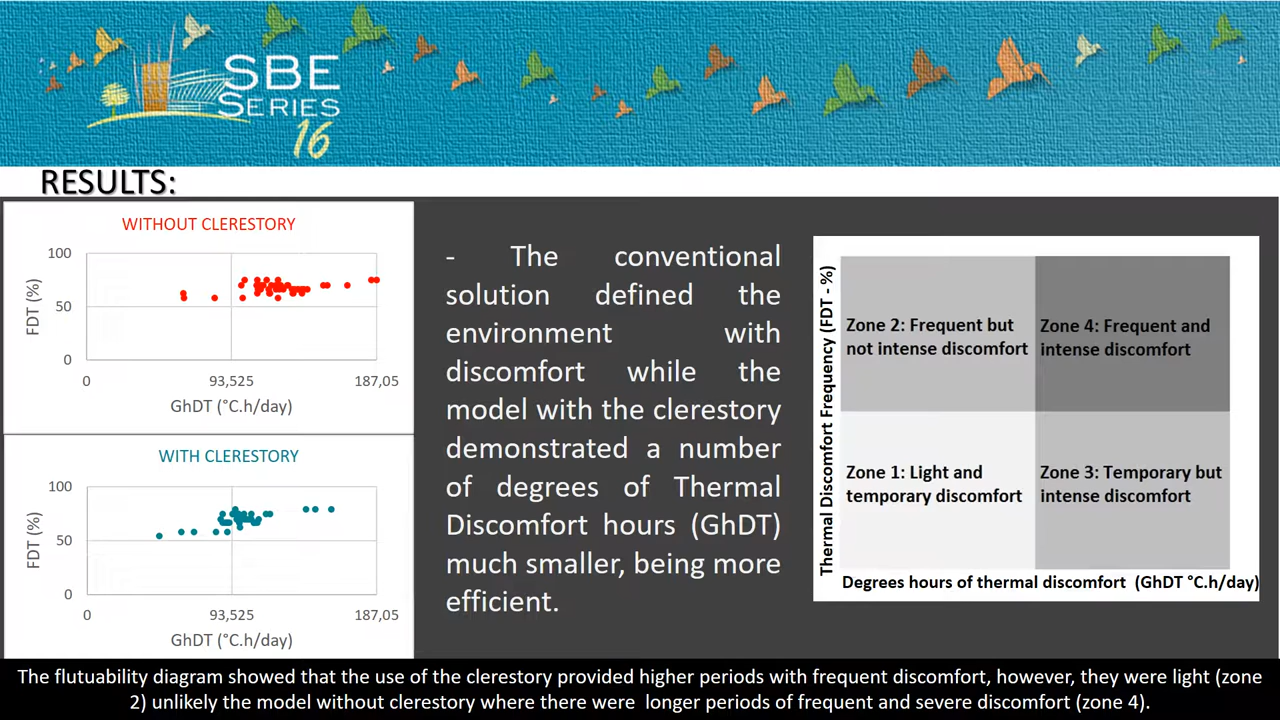 SBE
SERIES
16
RESULTS:
WITHOUT CLERESTORY
100
50
0
FDT (%)
0
93,525
187,05
GhDT (°C.h/day)
WITH CLERESTORY
100
50
0
FDT (%)
0
93,525
187,05
GhDT (°C.h/day)
- The conventional
solution defined the
environment with
discomfort while the
model with the clerestory
demonstrated a number
of degrees of Thermal
Discomfort hours (GhDT)
much smaller, being more
efficient.
Thermal Discomfort Frequency (FDT - %)
Zone 2: Frequent but
not intense discomfort
Zone 4: Frequent and
intense discomfort
Zone 1: Light and
temporary discomfort
Zone 3: Temporary but
intense discomfort
Degrees hours of thermal discomfort (GhDT °C.h/day)
The flutuability diagram showed that the use of the clerestory provided higher periods with frequent discomfort, however, they were light (zone
2) unlikely the model without clerestory where there were longer periods of frequent and severe discomfort (zone 4).